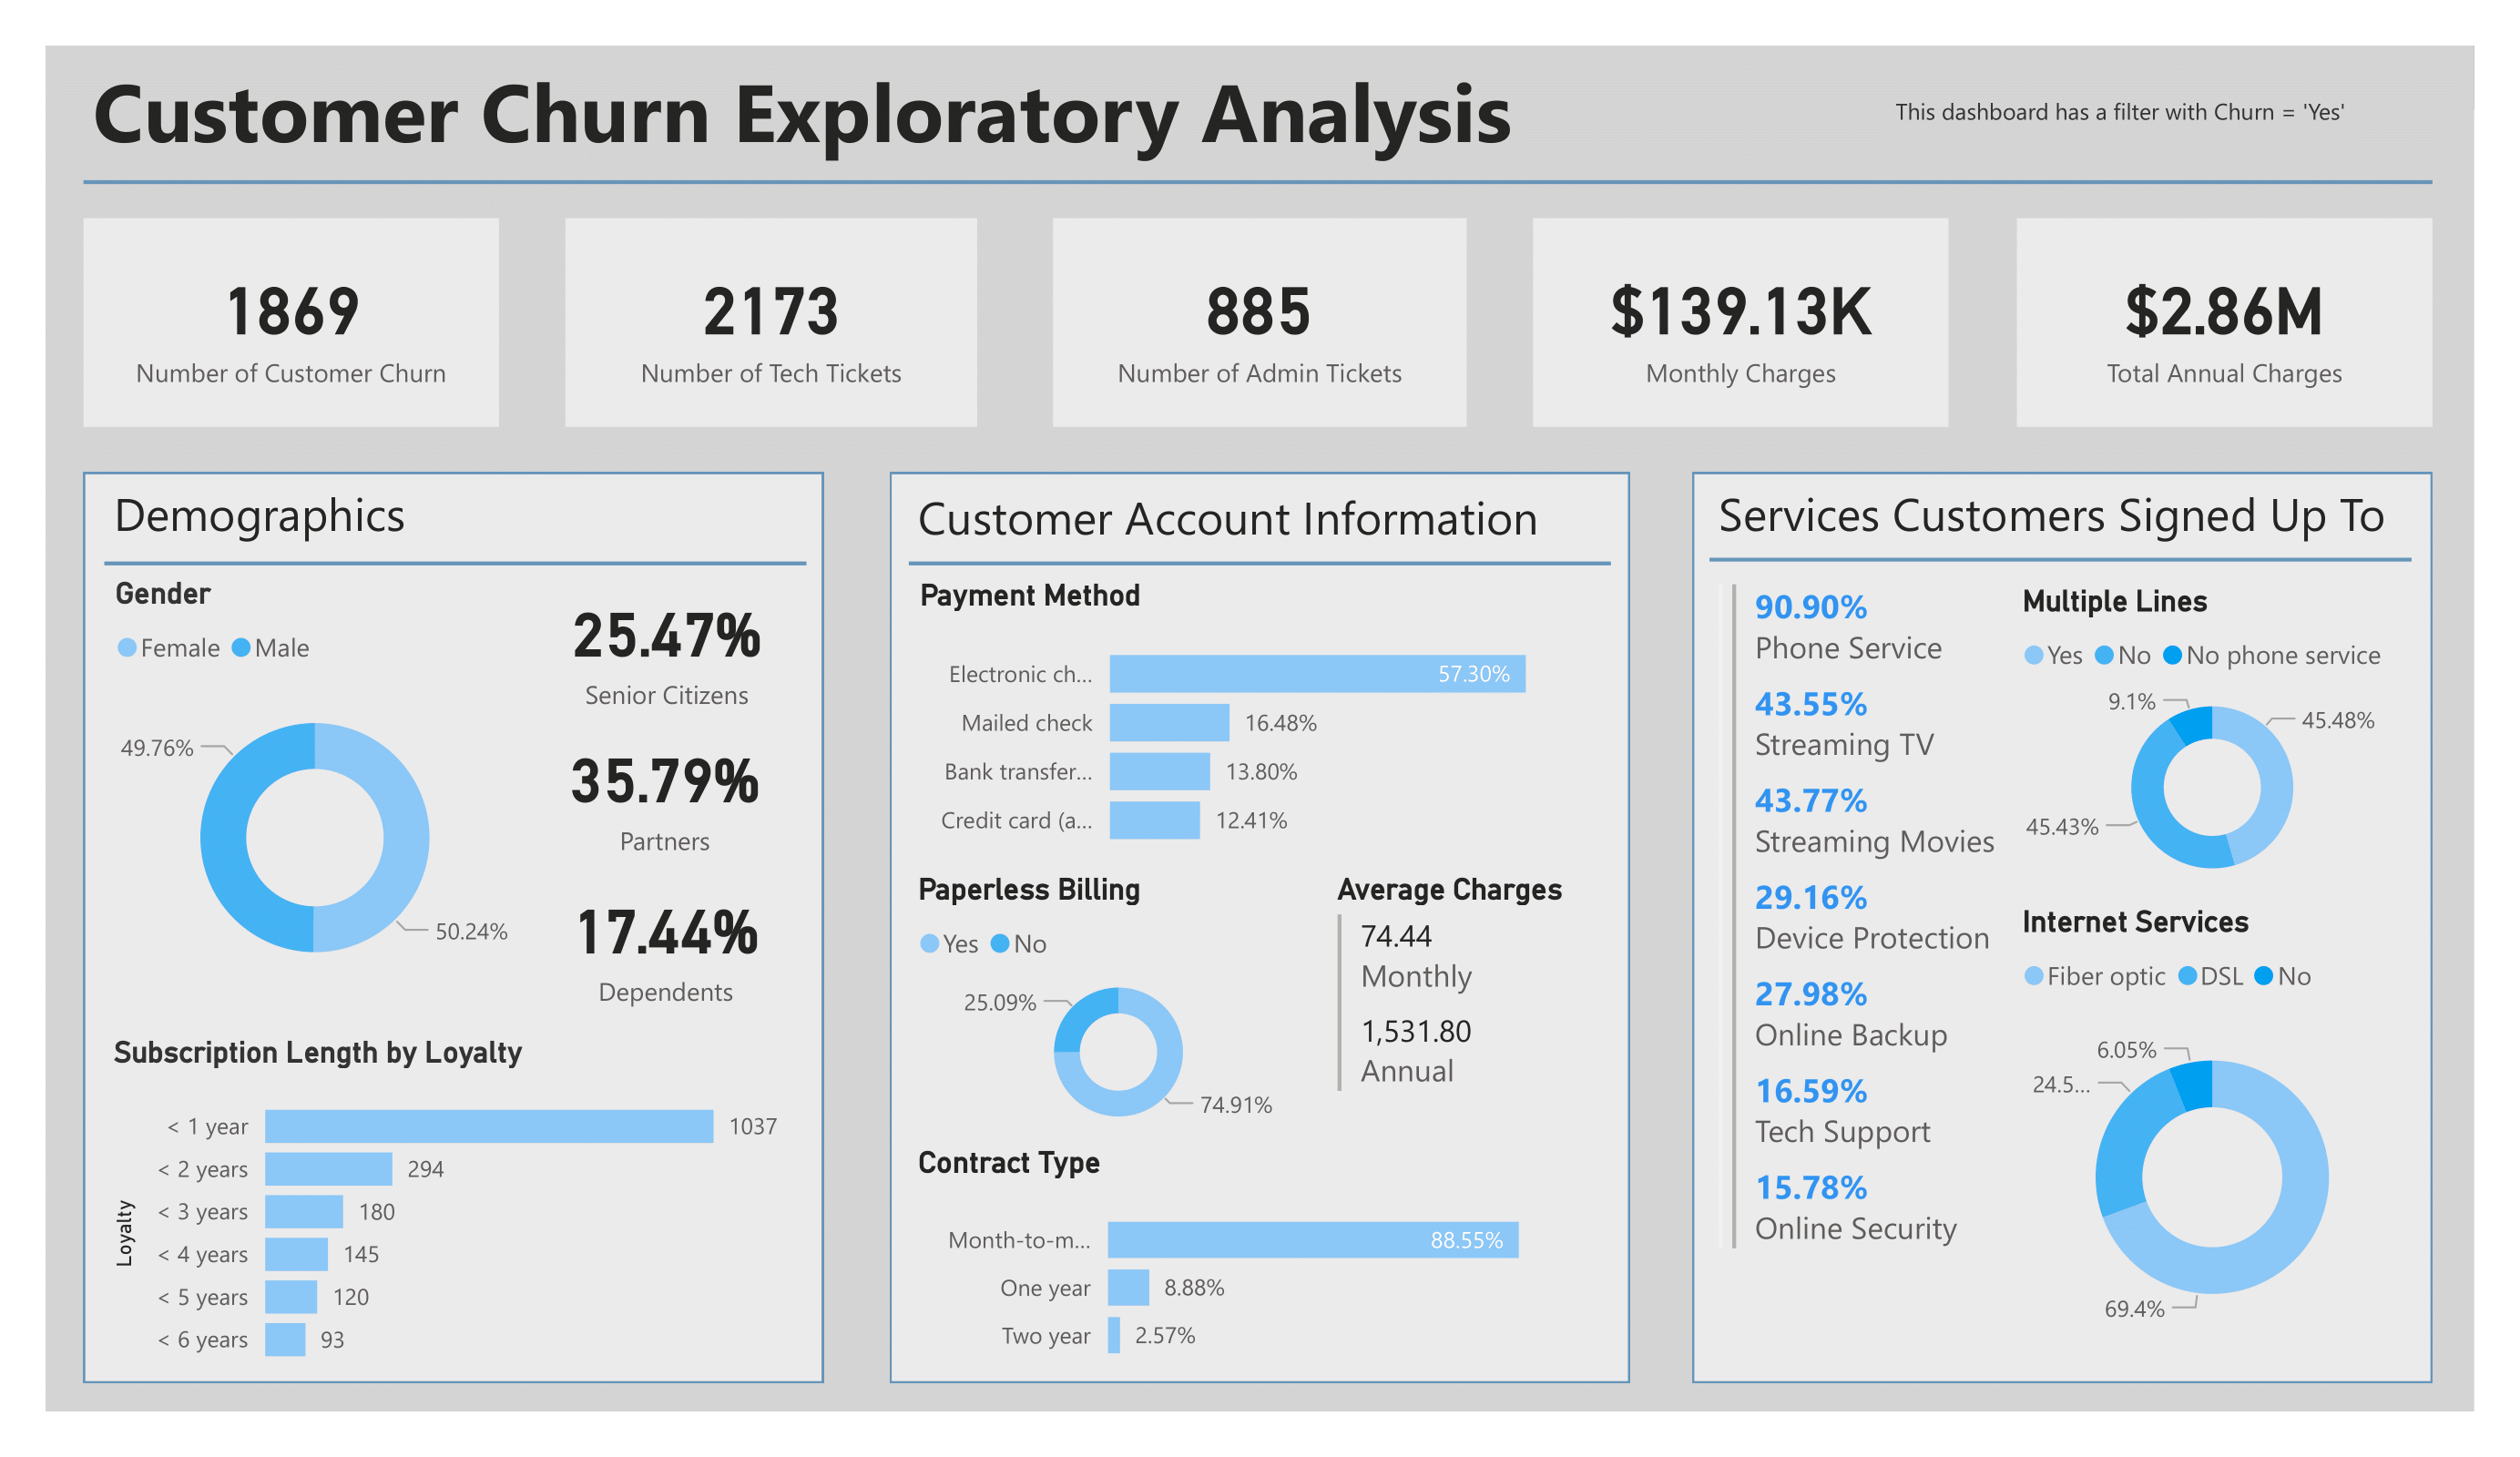 Customer Churn Exploratory Analysis
This dashboard has a filter with Churn = 'Yes'
1869
Number of Customer Churn
2173
Number of Tech Tickets
885
Number of Admin Tickets
$139.13K
Monthly Charges
$2.86M
Total Annual Charges
Demographics
Gender
Female Male
49.76%
50.24%
25.47%
Senior Citizens
35.79%
Partners
17.44%
Dependents
Subscription Length by Loyalty
Loyalty
< 1 year 1037
< 2 years 294
< 3 years 180
< 4 years 145
< 5 years 120
< 6 years 93
Customer Account Information
Payment Method
Electronic ch... 57.30%
Mailed check 16.48%
Bank transfer... 13.80%
Credit card (a... 12.41%
Paperless Billing
Yes No
25.09%
74.91%
Average Charges
74.44
Monthly
1,531.80
Annual
Contract Type
Month-to-m... 88.55%
One year 8.88%
Two year 2.57%
Services Customers Signed Up To
90.90%
Phone Service
43.55%
Streaming TV
43.77%
Streaming Movies
29.16%
Device Protection
27.98%
Online Backup
16.59%
Tech Support
15.78%
Online Security
Multiple Lines
Yes No No phone service
9.1%
45.48%
45.43%
Internet Services
Fiber optic DSL No
6.05%
24.5...
69.4%